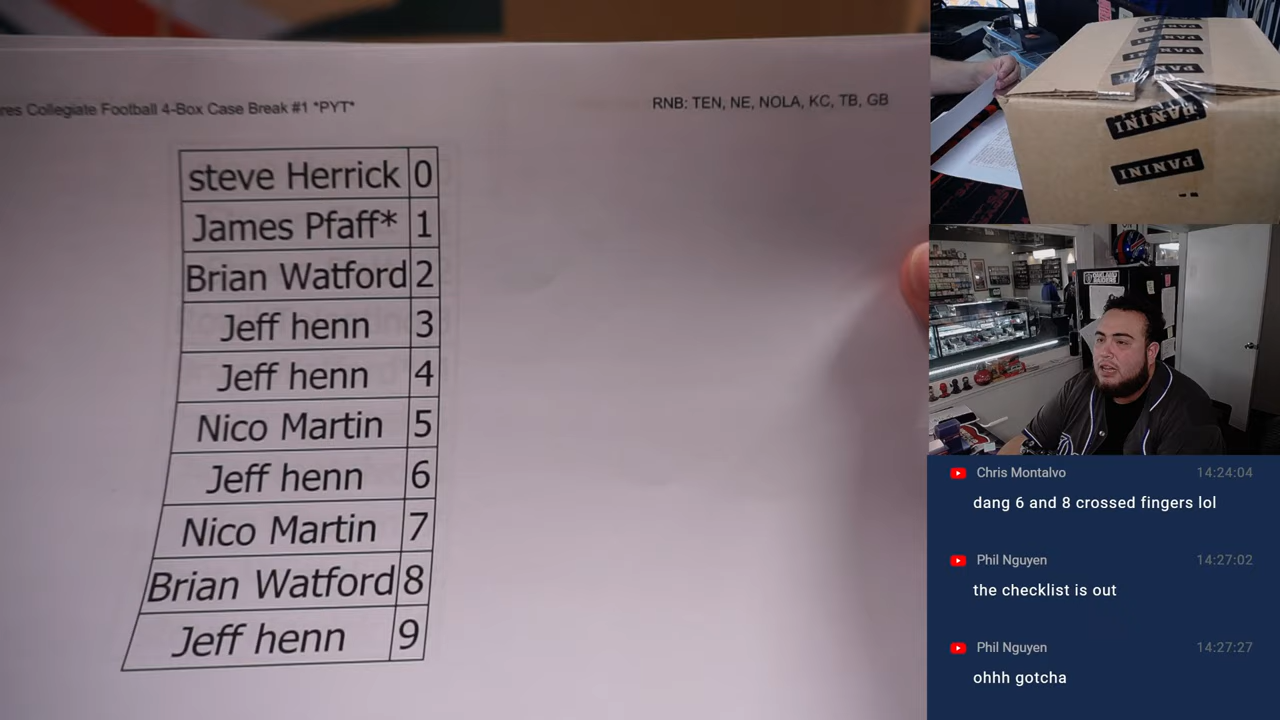 res Collegiate Football 4-Box Case Break #1 *PYT*
RNB: TEN, NE, NOLA, KC, TB, GB
steve Herrick 0
James Pfaff* 1
Brian Watford 2
Jeff henn 3
Jeff henn 4
Nico Martin 5
Jeff henn 6
Nico Martin 7
Brian Watford 8
Jeff henn 9
PANINI
PANINI
PANINI
PANINI
PANINI
PANINI
Chris Montalvo 14:24:04
dang 6 and 8 crossed fingers lol
Phil Nguyen 14:27:02
the checklist is out
Phil Nguyen 14:27:27
ohhh gotcha